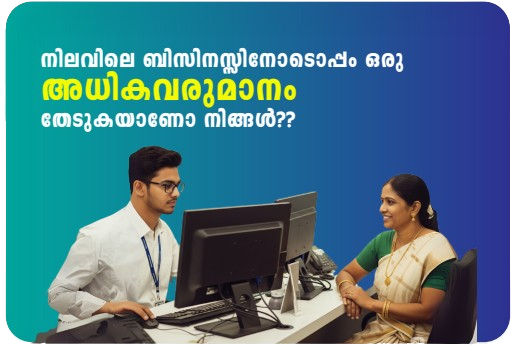 നിലവിലെ ബിസിനസ്സിനോടൊപ്പം ഒരു
അധികവരുമാനം
തേടുകയാണോ നിങ്ങൾ??